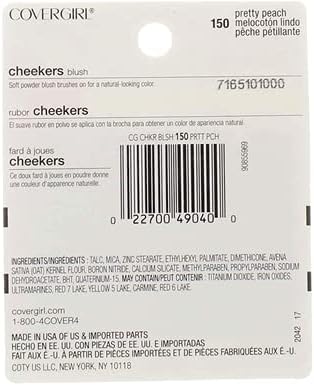 COVERGIRL®
150 pretty peach
melocotón lindo
pêche pétillante
cheekers blush
Soft powder blush brushes on for a natural-looking color.
7165101000
rubor cheekers
El suave rubor en polvo se aplica con la brocha para obtener un color de apariencia natural.
CG CHKR BLSH 150 PRTT PCH
fard à joues
cheekers
Ce doux fard à joues en poudre donne
une couleur d'apparence naturelle.
90855969
0 22700 49040 0
INGREDIENTS/INGRÉDIENTS: TALC, MICA, ZINC STEARATE, ETHYLHEXYL PALMITATE, DIMETHICONE, AVENA
SATIVA (OAT) KERNEL FLOUR, BORON NITRIDE, CALCIUM SILICATE, METHYLPARABEN, PROPYLPARABEN, SODIUM
DEHYDROACETATE, BHT, QUATERNIUM-15, MAY CONTAIN/PEUT CONTENIR: TITANIUM DIOXIDE, IRON OXIDES,
ULTRAMARINES, RED 7 LAKE, YELLOW 5 LAKE, CARMINE, RED 6 LAKE.
covergirl.com
1-800-4COVER4
MADE IN USA OF US & IMPORTED PARTS
HECHO EN EE. UU. CON PIEZAS DE EE. UU. E IMPORTADAS
FAIT AUX É.-U. À PARTIR DE PIÈCES IMPORTÉES ET DE PIÈCES FABRIQUÉES AUX É.-U.
COTY US LLC, NEW YORK, NY 10118
2042 17